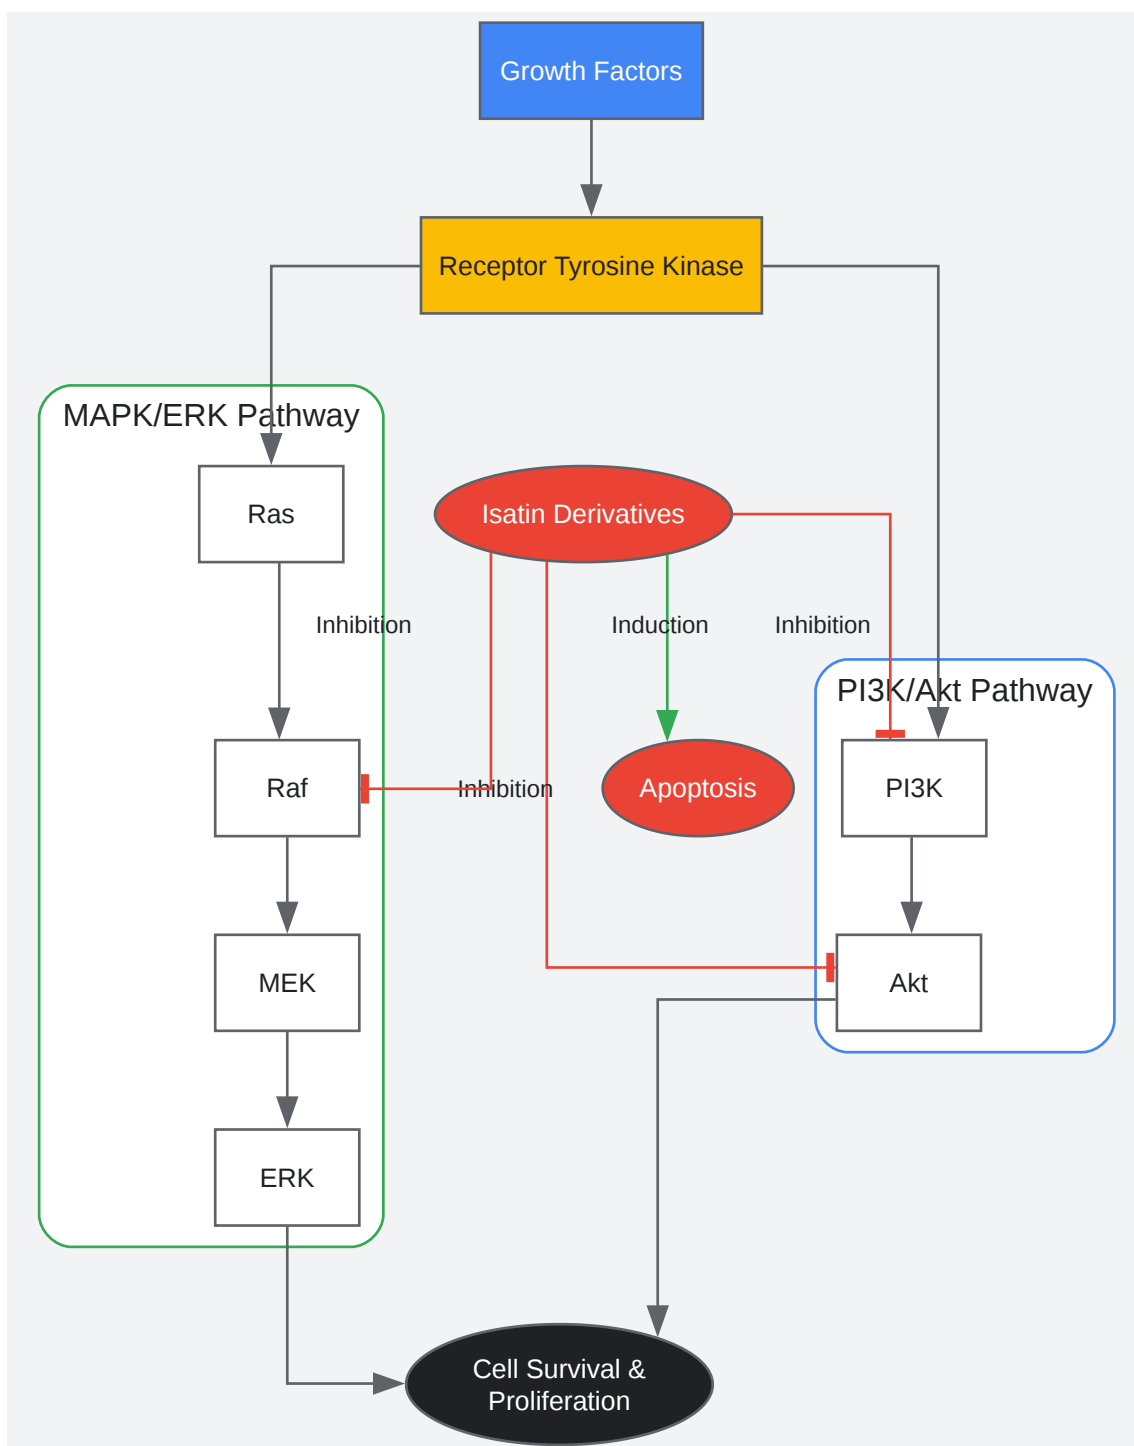 Growth Factors
Receptor Tyrosine Kinase
MAPK/ERK Pathway
Ras
Isatin Derivatives
Inhibition
Induction
Inhibition
PI3K/Akt Pathway
Raf
Inhibition
Apoptosis
PI3K
MEK
Akt
ERK
Cell Survival &
Proliferation